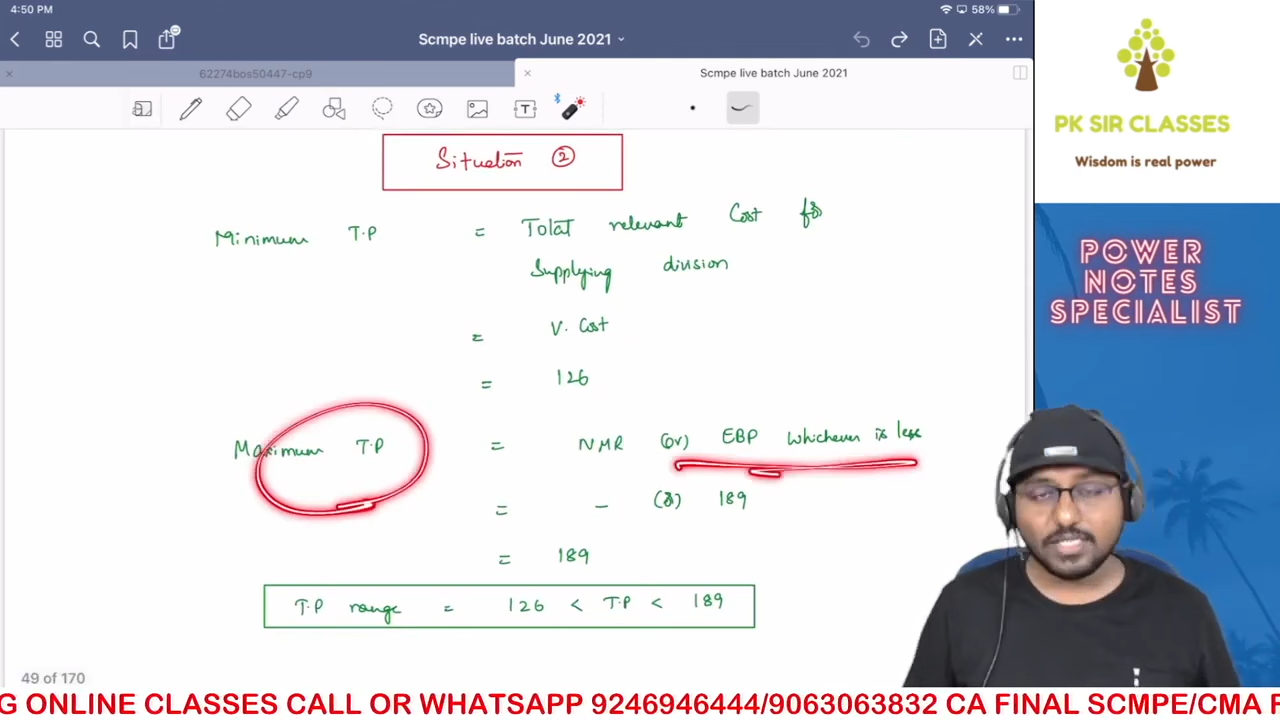 4:50 PM
58%
Scmpe live batch June 2021
62274bos50447-cp9
Scmpe live batch June 2021
T
Situation ②
Minimum T.P = Total relevant Cost for
Supplying division
= V. Cost
= 126
Maximum T.P = NMR (or) EBP whichever is less
= - (or) 189
= 189
T.P range = 126 < T.P < 189
49 of 170
PK SIR CLASSES
Wisdom is real power
POWER
NOTES
SPECIALIST
G ONLINE CLASSES CALL OR WHATSAPP 9246946444/9063063832 CA FINAL SCMPE/CMA